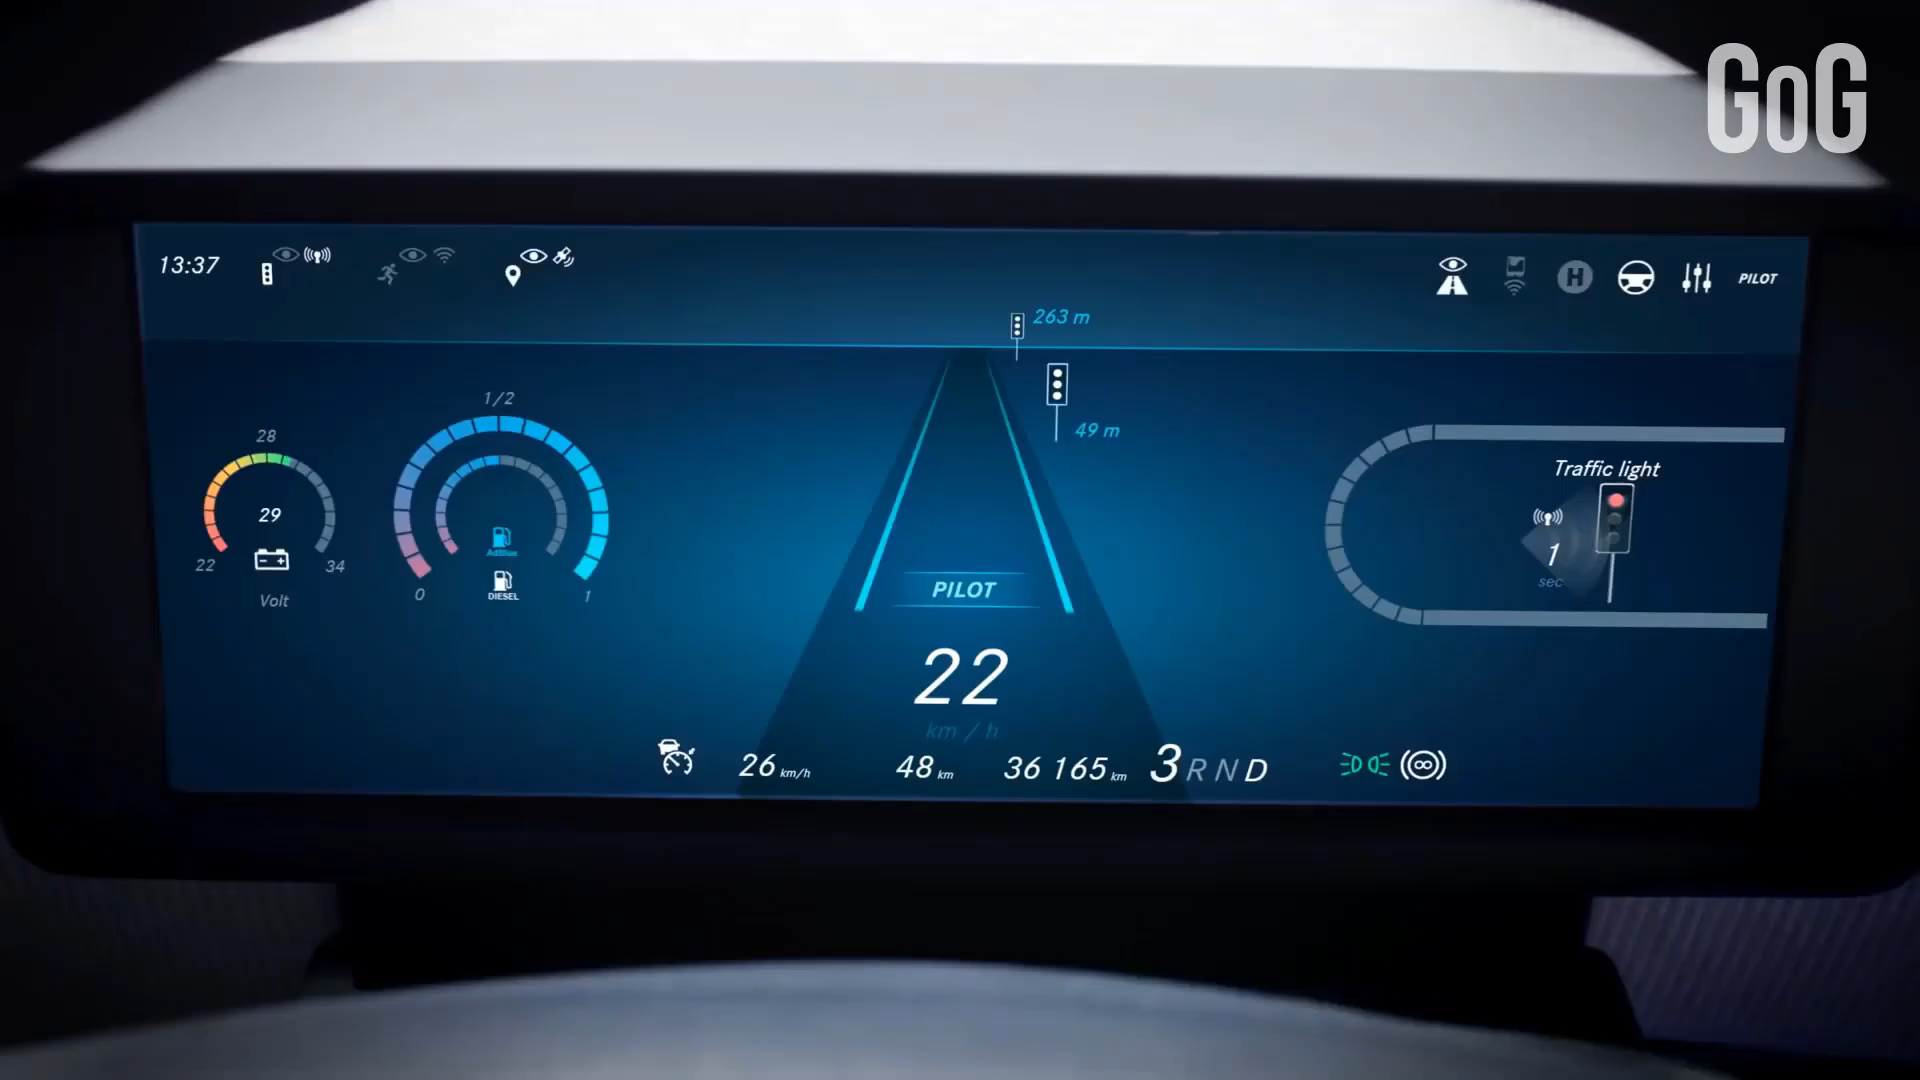 GoG
13:37
H
PILOT
263 m
49 m
1/2
28
29
22
34
Volt
AdBlue
DIESEL
0
1
Traffic light
1
sec
PILOT
22
km / h
26 km/h
48 km
36 165 km
3 R N D